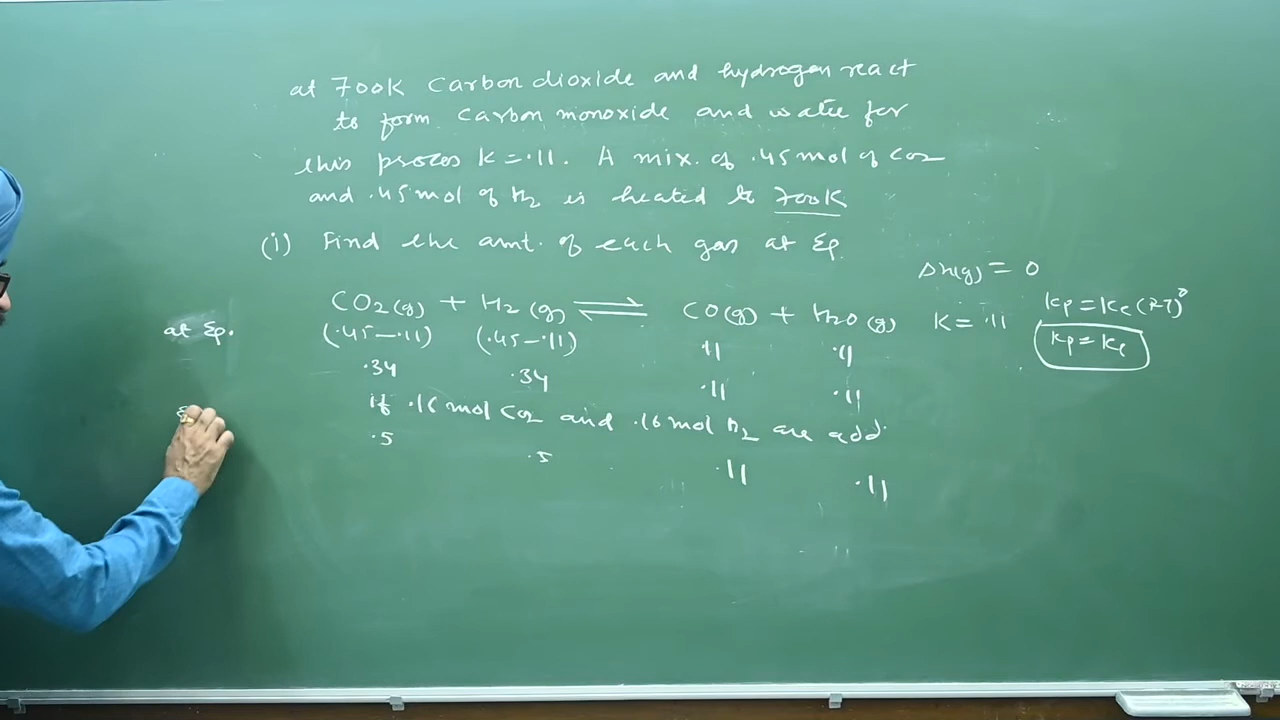 at 700K Carbon dioxide and hydrogen react
to form Carbon monoxide and water for
this proces K = .11. A mix. of .45 mol of CO2
and .45 mol of H2 is heated to 700K
(i) Find the amt. of each gas at Eq.
Δn(g) = 0
CO2(g) + H2(g) ⇌ CO(g) + H2O(g) K = .11 Kp = Kc(RT)⁰
at Eq. (.45-.11) (.45-.11) .11 .11 Kp = Kc
.34 .34 .11 .11
if .16 mol CO2 and .16 mol H2 are add.
.5 .5 .11 .11